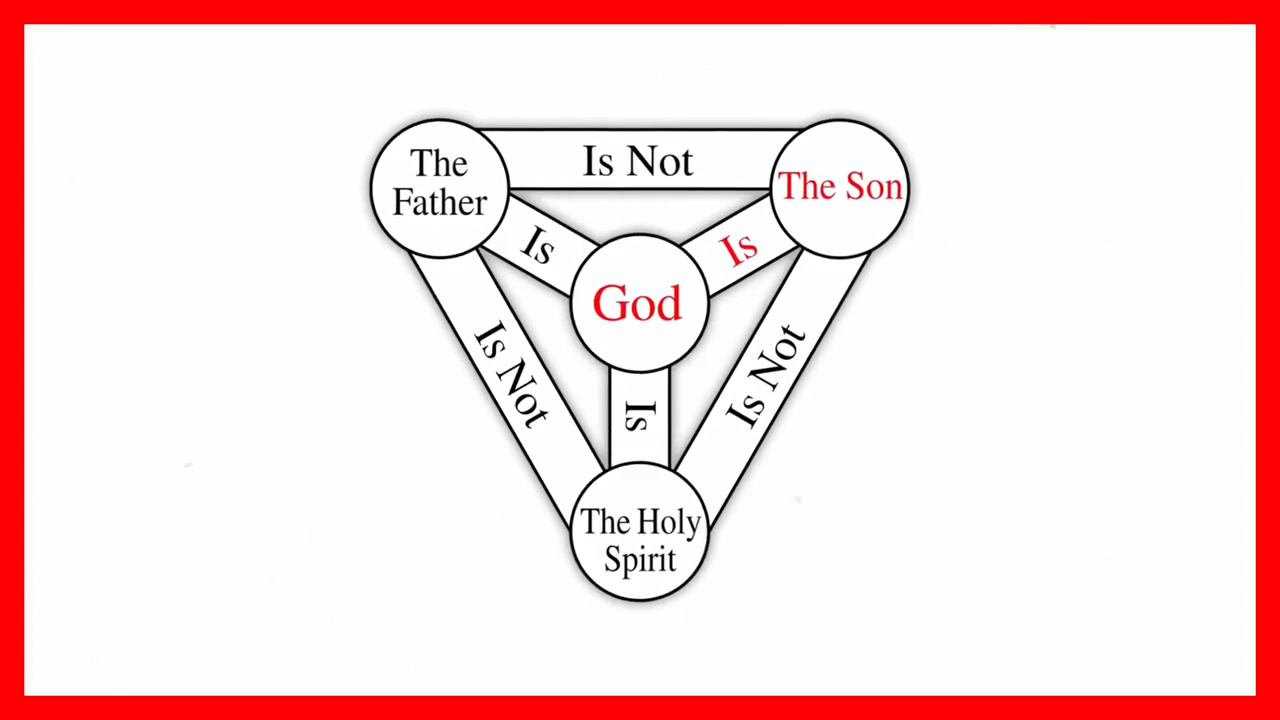 The
Father
Is Not
The Son
Is
Is
God
Is Not
Is Not
Is
The Holy
Spirit